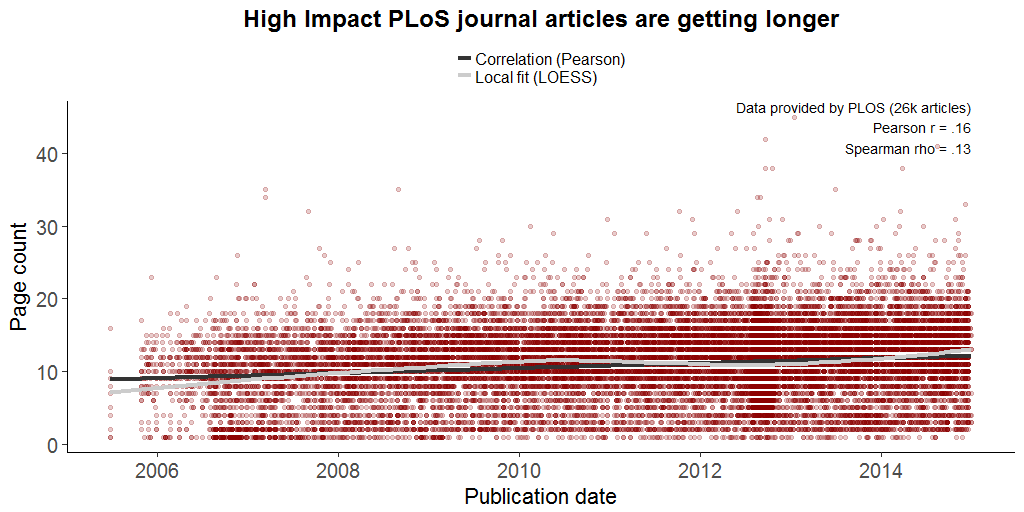 High Impact PLoS journal articles are getting longer
Correlation (Pearson)
Local fit (LOESS)
Data provided by PLOS (26k articles)
Pearson r = .16
Spearman rho = .13
Page count
40
30
20
10
0
2006 2008 2010 2012 2014
Publication date